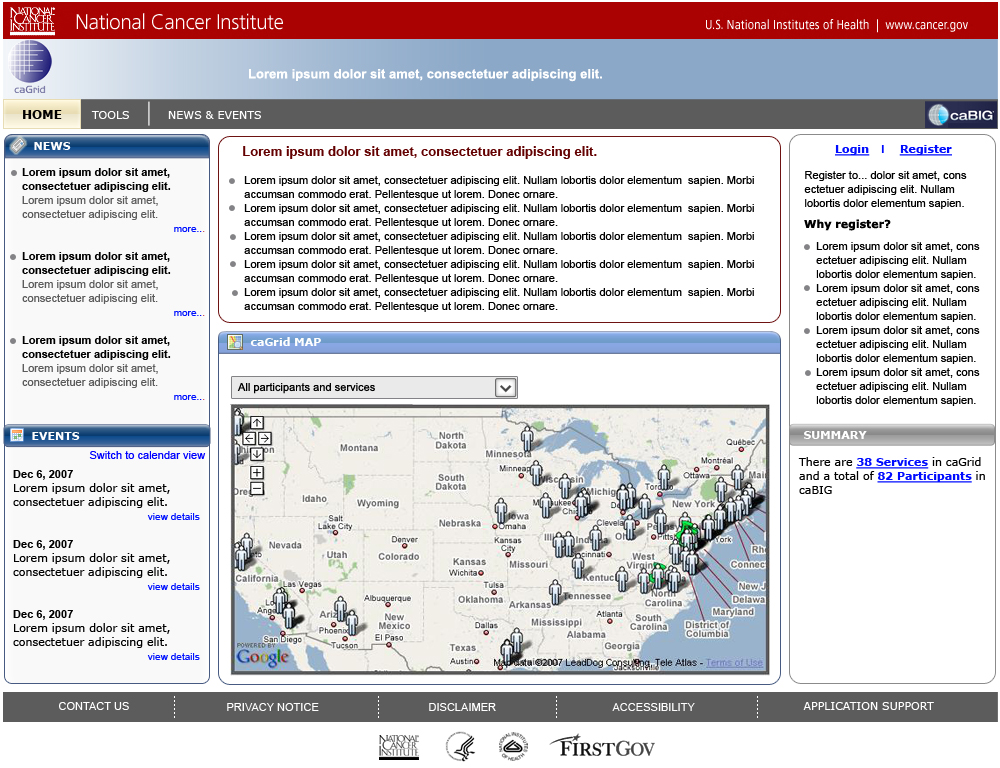 NATIONAL
CANCER
INSTITUTE
National Cancer Institute
U.S. National Institutes of Health | www.cancer.gov
caGrid
Lorem ipsum dolor sit amet, consectetuer adipiscing elit.
HOME
TOOLS
NEWS & EVENTS
caBIG
NEWS
Lorem ipsum dolor sit amet,
consectetuer adipiscing elit.
Lorem ipsum dolor sit amet,
consectetuer adipiscing elit.
more...
Lorem ipsum dolor sit amet,
consectetuer adipiscing elit.
Lorem ipsum dolor sit amet,
consectetuer adipiscing elit.
more...
Lorem ipsum dolor sit amet,
consectetuer adipiscing elit.
Lorem ipsum dolor sit amet,
consectetuer adipiscing elit.
more...
EVENTS
Switch to calendar view
Dec 6, 2007
Lorem ipsum dolor sit amet,
consectetuer adipiscing elit.
view details
Dec 6, 2007
Lorem ipsum dolor sit amet,
consectetuer adipiscing elit.
view details
Dec 6, 2007
Lorem ipsum dolor sit amet,
consectetuer adipiscing elit.
view details
Lorem ipsum dolor sit amet, consectetuer adipiscing elit.
Lorem ipsum dolor sit amet, consectetuer adipiscing elit. Nullam lobortis dolor elementum sapien. Morbi
accumsan commodo erat. Pellentesque ut lorem. Donec ornare.
Lorem ipsum dolor sit amet, consectetuer adipiscing elit. Nullam lobortis dolor elementum sapien. Morbi
accumsan commodo erat. Pellentesque ut lorem. Donec ornare.
Lorem ipsum dolor sit amet, consectetuer adipiscing elit. Nullam lobortis dolor elementum sapien. Morbi
accumsan commodo erat. Pellentesque ut lorem. Donec ornare.
Lorem ipsum dolor sit amet, consectetuer adipiscing elit. Nullam lobortis dolor elementum sapien. Morbi
accumsan commodo erat. Pellentesque ut lorem. Donec ornare.
Lorem ipsum dolor sit amet, consectetuer adipiscing elit. Nullam lobortis dolor elementum sapien. Morbi
accumsan commodo erat. Pellentesque ut lorem. Donec ornare.
caGrid MAP
All participants and services
Montana
North
Dakota
Minnesota
Québec
Montréal
Ottawa
Toronto
South
Dakota
Idaho
Wyoming
Michig
New York
Salt
Lake City
Nebraska
Iowa
Omaha
Nevada
Utah
Denver
Colorado
Kansas
City
Kansas
Wichita
Missouri
West
Virginia
California
Las Vegas
Tulsa
Oklahoma
Arkansas
Tennessee
North
Carolina
Albuquerque
New
Mexico
Phoenix
Tucson
El Paso
San Diego
Dallas
Texas
Austin
Mississippi
Alabama
Atlanta
Georgia
South
Carolina
Jacksonville
Delaware
Maryland
District of
Columbia
POWERED BY
Google
Map data ©2007 LeadDog Consulting, Tele Atlas - Terms of Use
Login | Register
Register to... dolor sit amet, cons
ectetuer adipiscing elit. Nullam
lobortis dolor elementum sapien.
Why register?
Lorem ipsum dolor sit amet, cons
ectetuer adipiscing elit. Nullam
lobortis dolor elementum sapien.
Lorem ipsum dolor sit amet, cons
ectetuer adipiscing elit. Nullam
lobortis dolor elementum sapien.
Lorem ipsum dolor sit amet, cons
ectetuer adipiscing elit. Nullam
lobortis dolor elementum sapien.
Lorem ipsum dolor sit amet, cons
ectetuer adipiscing elit. Nullam
lobortis dolor elementum sapien.
SUMMARY
There are 38 Services in caGrid
and a total of 82 Participants in
caBIG
CONTACT US
PRIVACY NOTICE
DISCLAIMER
ACCESSIBILITY
APPLICATION SUPPORT
NATIONAL
CANCER
INSTITUTE
FIRSTGOV